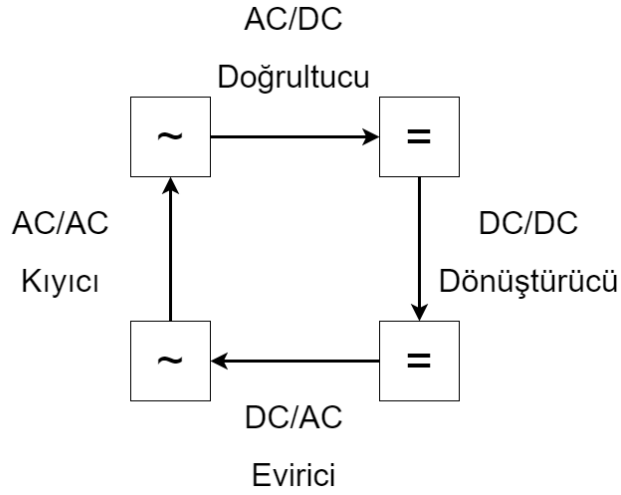 AC/DC
Doğrultucu
~
=
AC/AC
Kıyıcı
DC/DC
Dönüştürücü
~
=
DC/AC
Evirici